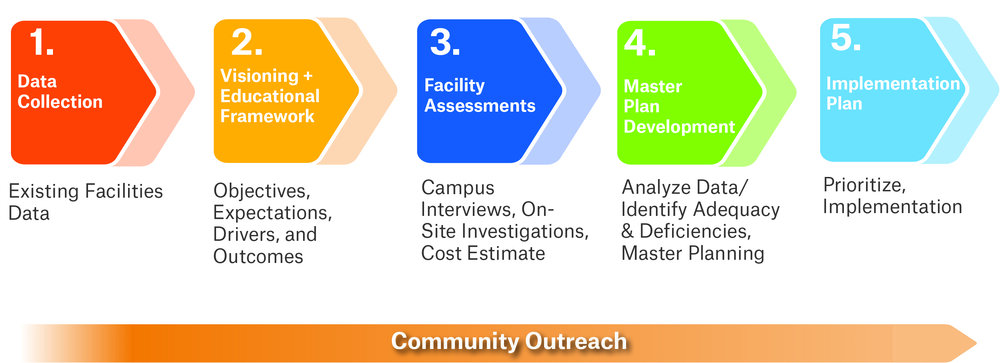 1.
Data
Collection
Existing Facilities
Data
2.
Visioning +
Educational
Framework
Objectives,
Expectations,
Drivers, and
Outcomes
3.
Facility
Assessments
Campus
Interviews, On-
Site Investigations,
Cost Estimate
4.
Master
Plan
Development
Analyze Data/
Identify Adequacy
& Deficiencies,
Master Planning
5.
Implementation
Plan
Prioritize,
Implementation
Community Outreach